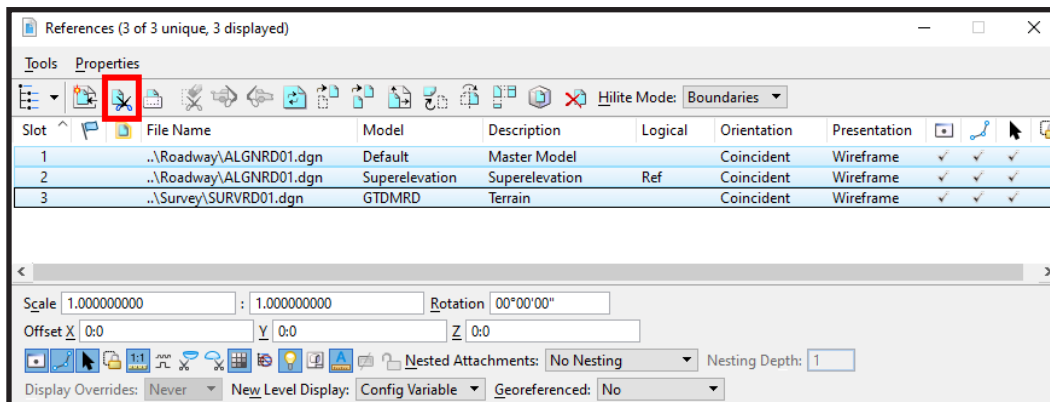 References (3 of 3 unique, 3 displayed)
Tools Properties
Hilite Mode: Boundaries
Slot File Name Model Description Logical Orientation Presentation
1 ..\Roadway\ALGNRD01.dgn Default Master Model Coincident Wireframe
2 ..\Roadway\ALGNRD01.dgn Superelevation Superelevation Ref Coincident Wireframe
3 ..\Survey\SURVRD01.dgn GTDMRD Terrain Coincident Wireframe
Scale 1.000000000 : 1.000000000 Rotation 00°00'00"
Offset X 0:0 Y 0:0 Z 0:0
1:1 A Nested Attachments: No Nesting Nesting Depth: 1
Display Overrides: Never New Level Display: Config Variable Georeferenced: No